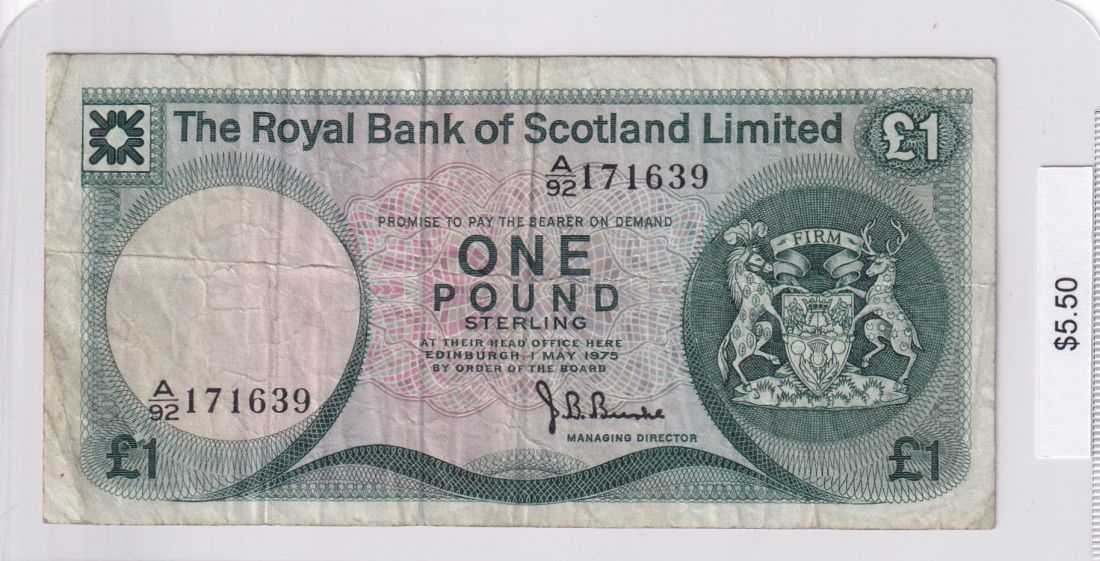 The Royal Bank of Scotland Limited
£1
A/92 171639
PROMISE TO PAY THE BEARER ON DEMAND
ONE
POUND
STERLING
AT THEIR HEAD OFFICE HERE
EDINBURGH, 1 MAY 1975
BY ORDER OF THE BOARD
J. B. Burke
MANAGING DIRECTOR
FIRM
A/92 171639
£1
£1
$5.50